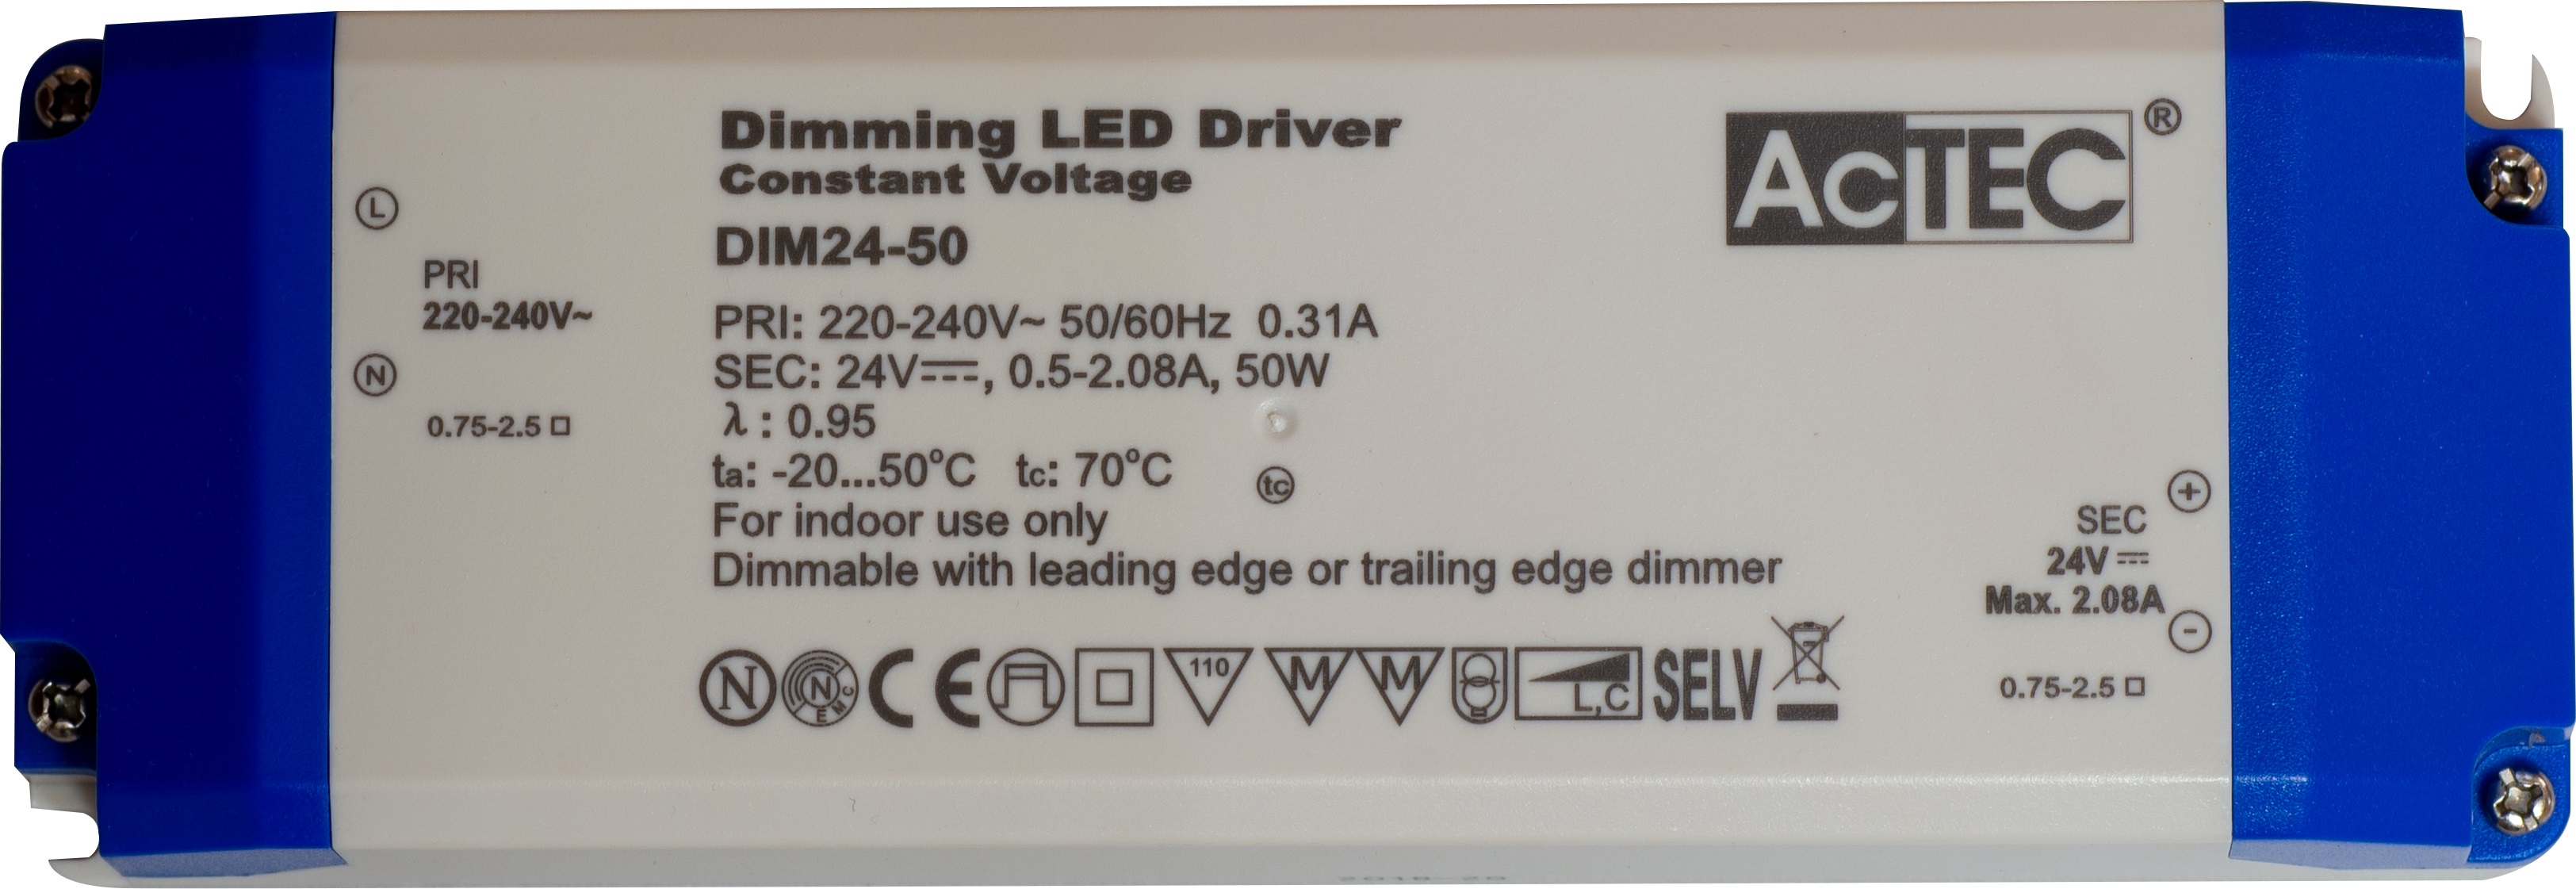 Dimming LED Driver
Constant Voltage
DIM24-50
ACTEC ®
L
PRI
220-240V~
N
0.75-2.5 □
PRI: 220-240V~ 50/60Hz 0.31A
SEC: 24V⎓, 0.5-2.08A, 50W
λ : 0.95
ta: -20...50°C tc: 70°C
tc
For indoor use only
Dimmable with leading edge or trailing edge dimmer
+
SEC
24V ⎓
Max. 2.08A
-
0.75-2.5 □
N N EMC CE 110 M M L,C SELV